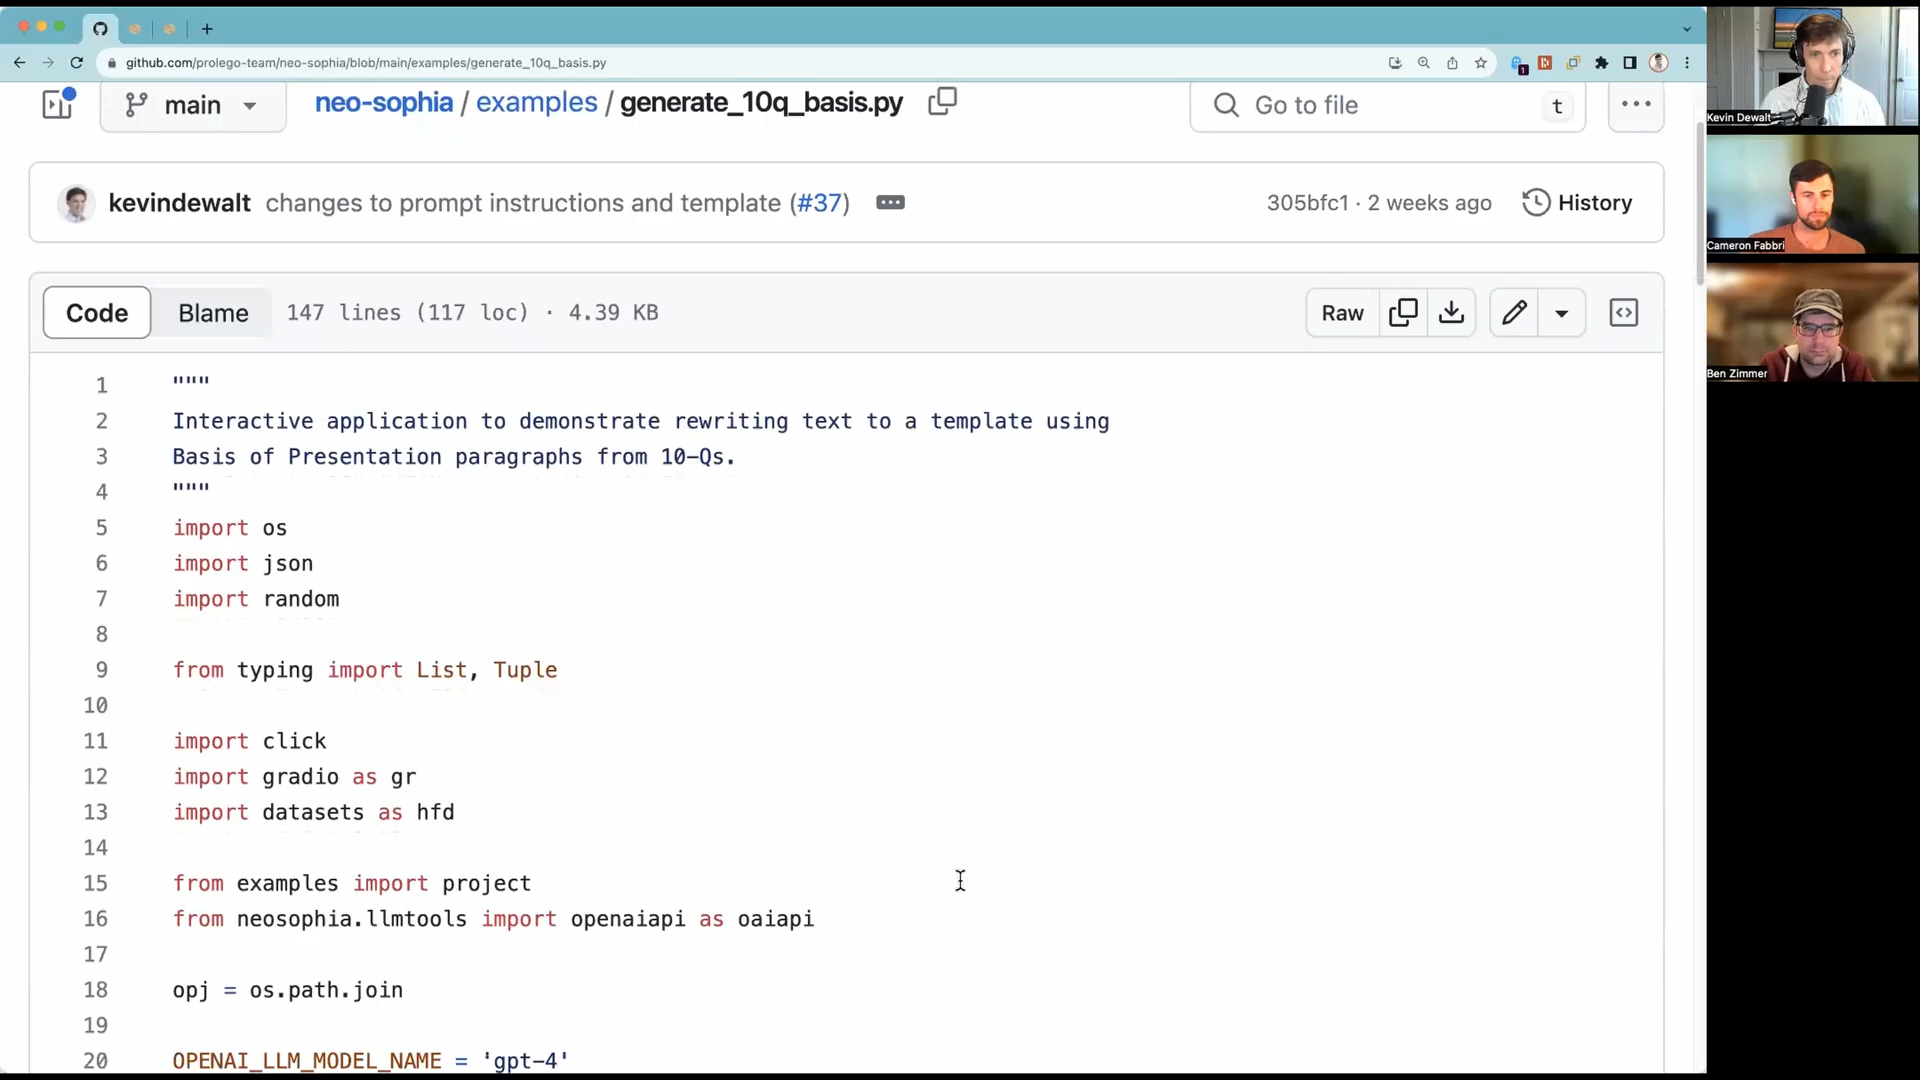 github.com/prolego-team/neo-sophia/blob/main/examples/generate_10q_basis.py
1
main
neo-sophia / examples / generate_10q_basis.py
Go to file
t
Kevin Dewalt
kevindewalt changes to prompt instructions and template (#37)
305bfc1 · 2 weeks ago
History
Cameron Fabbri
Code
Blame
147 lines (117 loc) · 4.39 KB
Raw
Ben Zimmer
1 """
2 Interactive application to demonstrate rewriting text to a template using
3 Basis of Presentation paragraphs from 10-Qs.
4 """
5 import os
6 import json
7 import random
8
9 from typing import List, Tuple
10
11 import click
12 import gradio as gr
13 import datasets as hfd
14
15 from examples import project
16 from neosophia.llmtools import openaiapi as oaiapi
17
18 opj = os.path.join
19
20 OPENAI_LLM_MODEL_NAME = 'gpt-4'